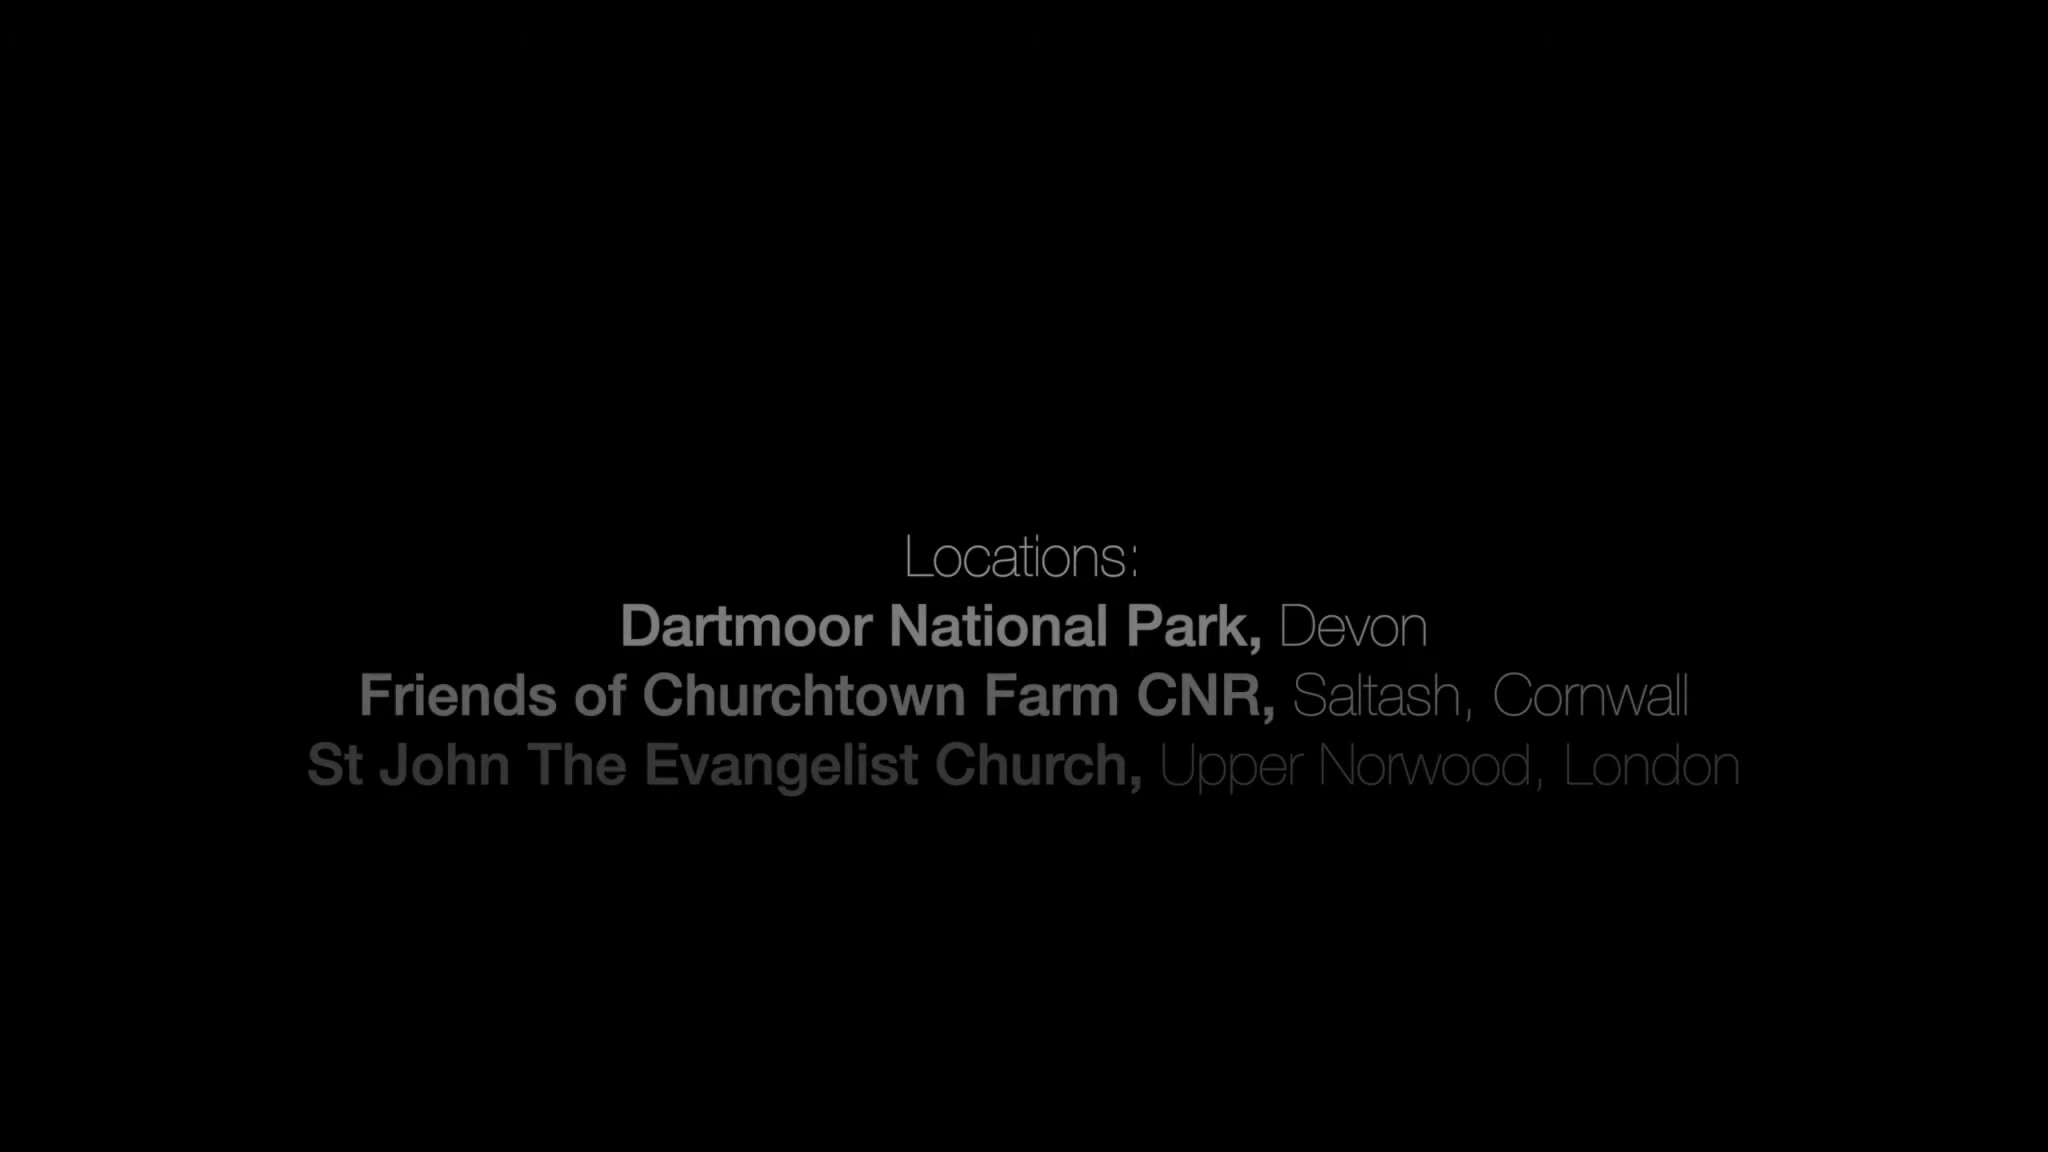 Locations:
Dartmoor National Park, Devon
Friends of Churchtown Farm CNR, Saltash, Cornwall
St John The Evangelist Church, Upper Norwood, London